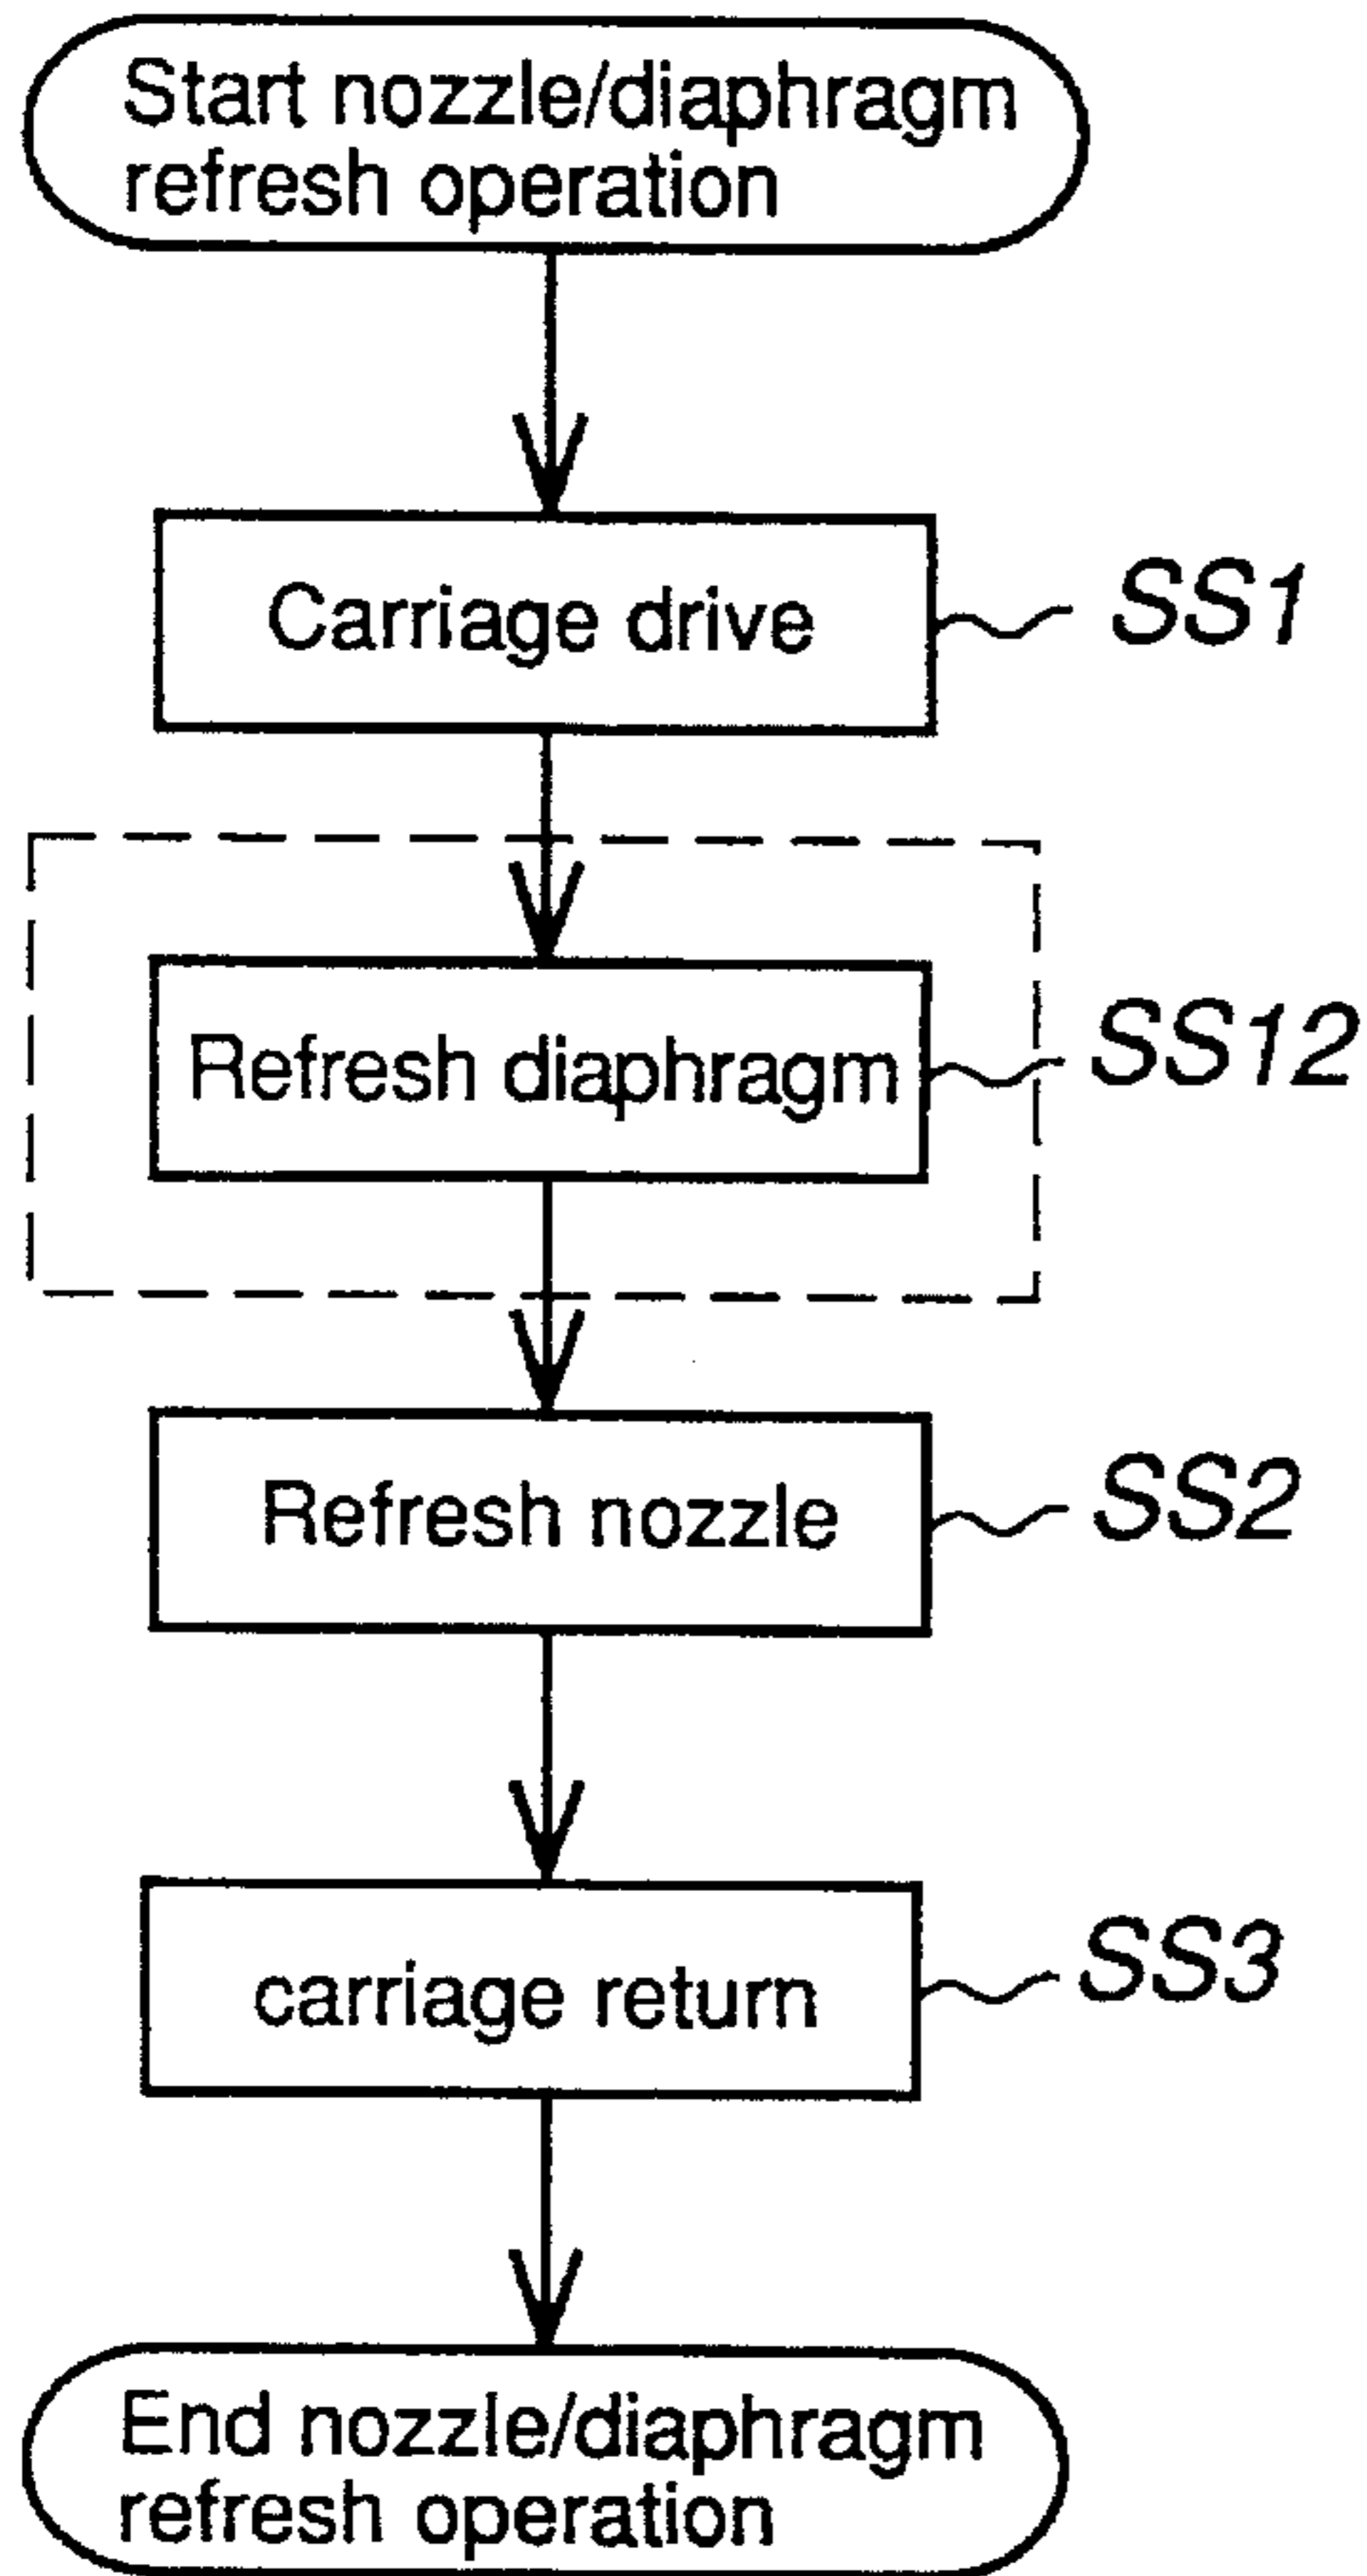 Start nozzle/diaphragm
refresh operation
Carriage drive
SS1
Refresh diaphragm
SS12
Refresh nozzle
SS2
carriage return
SS3
End nozzle/diaphragm
refresh operation